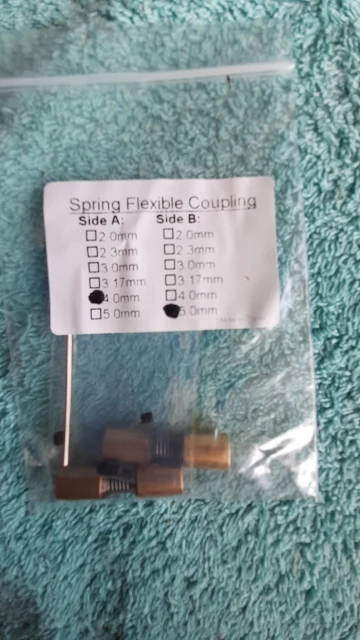 Spring Flexible Coupling
Side A: Side B:
2.0mm 2.0mm
2.3mm 2.3mm
3.0mm 3.0mm
3.17mm 3.17mm
4.0mm 4.0mm
5.0mm 5.0mm